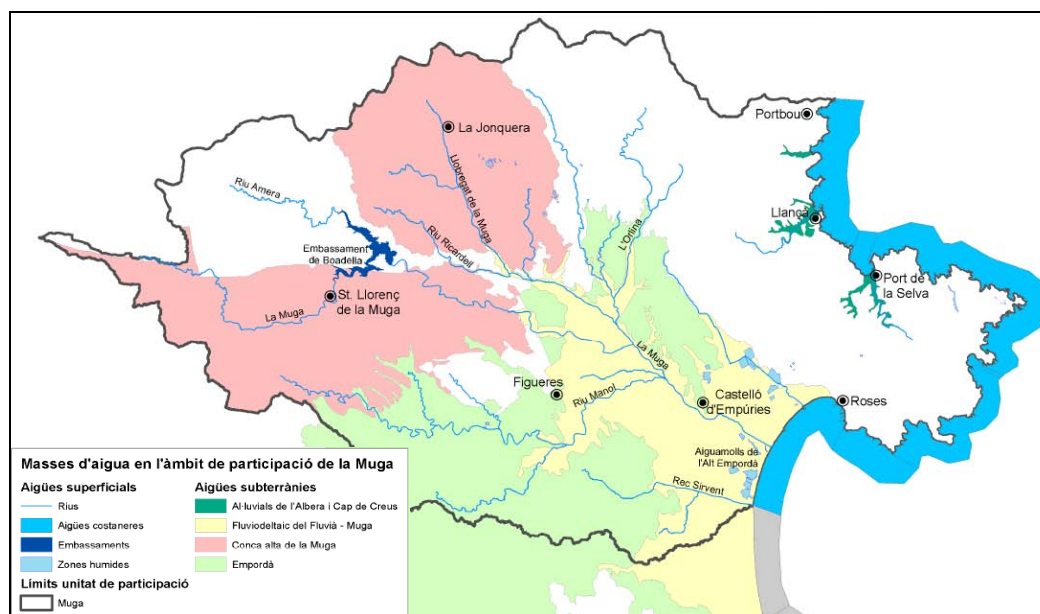 Portbou
La Jonquera
Llobregat de la Muga
Riu Arnera
Llançà
L'Orlina
Riu Ricardell
Embassament
de Boadella
Port de
la Selva
St. Llorenç
de la Muga
La Muga
La Muga
Figueres
Riu Manol
Castelló
d'Empúries
Roses
Aiguamolls de
l'Alt Empordà
Rec Sirvent
Masses d'aigua en l'àmbit de participació de la Muga
Aigües superficials
Rius
Aigües costaneres
Embassaments
Zones humides
Aigües subterrànies
Al·luvials de l'Albera i Cap de Creus
Fluviodeltaic del Fluvià - Muga
Conca alta de la Muga
Empordà
Límits unitat de participació
Muga